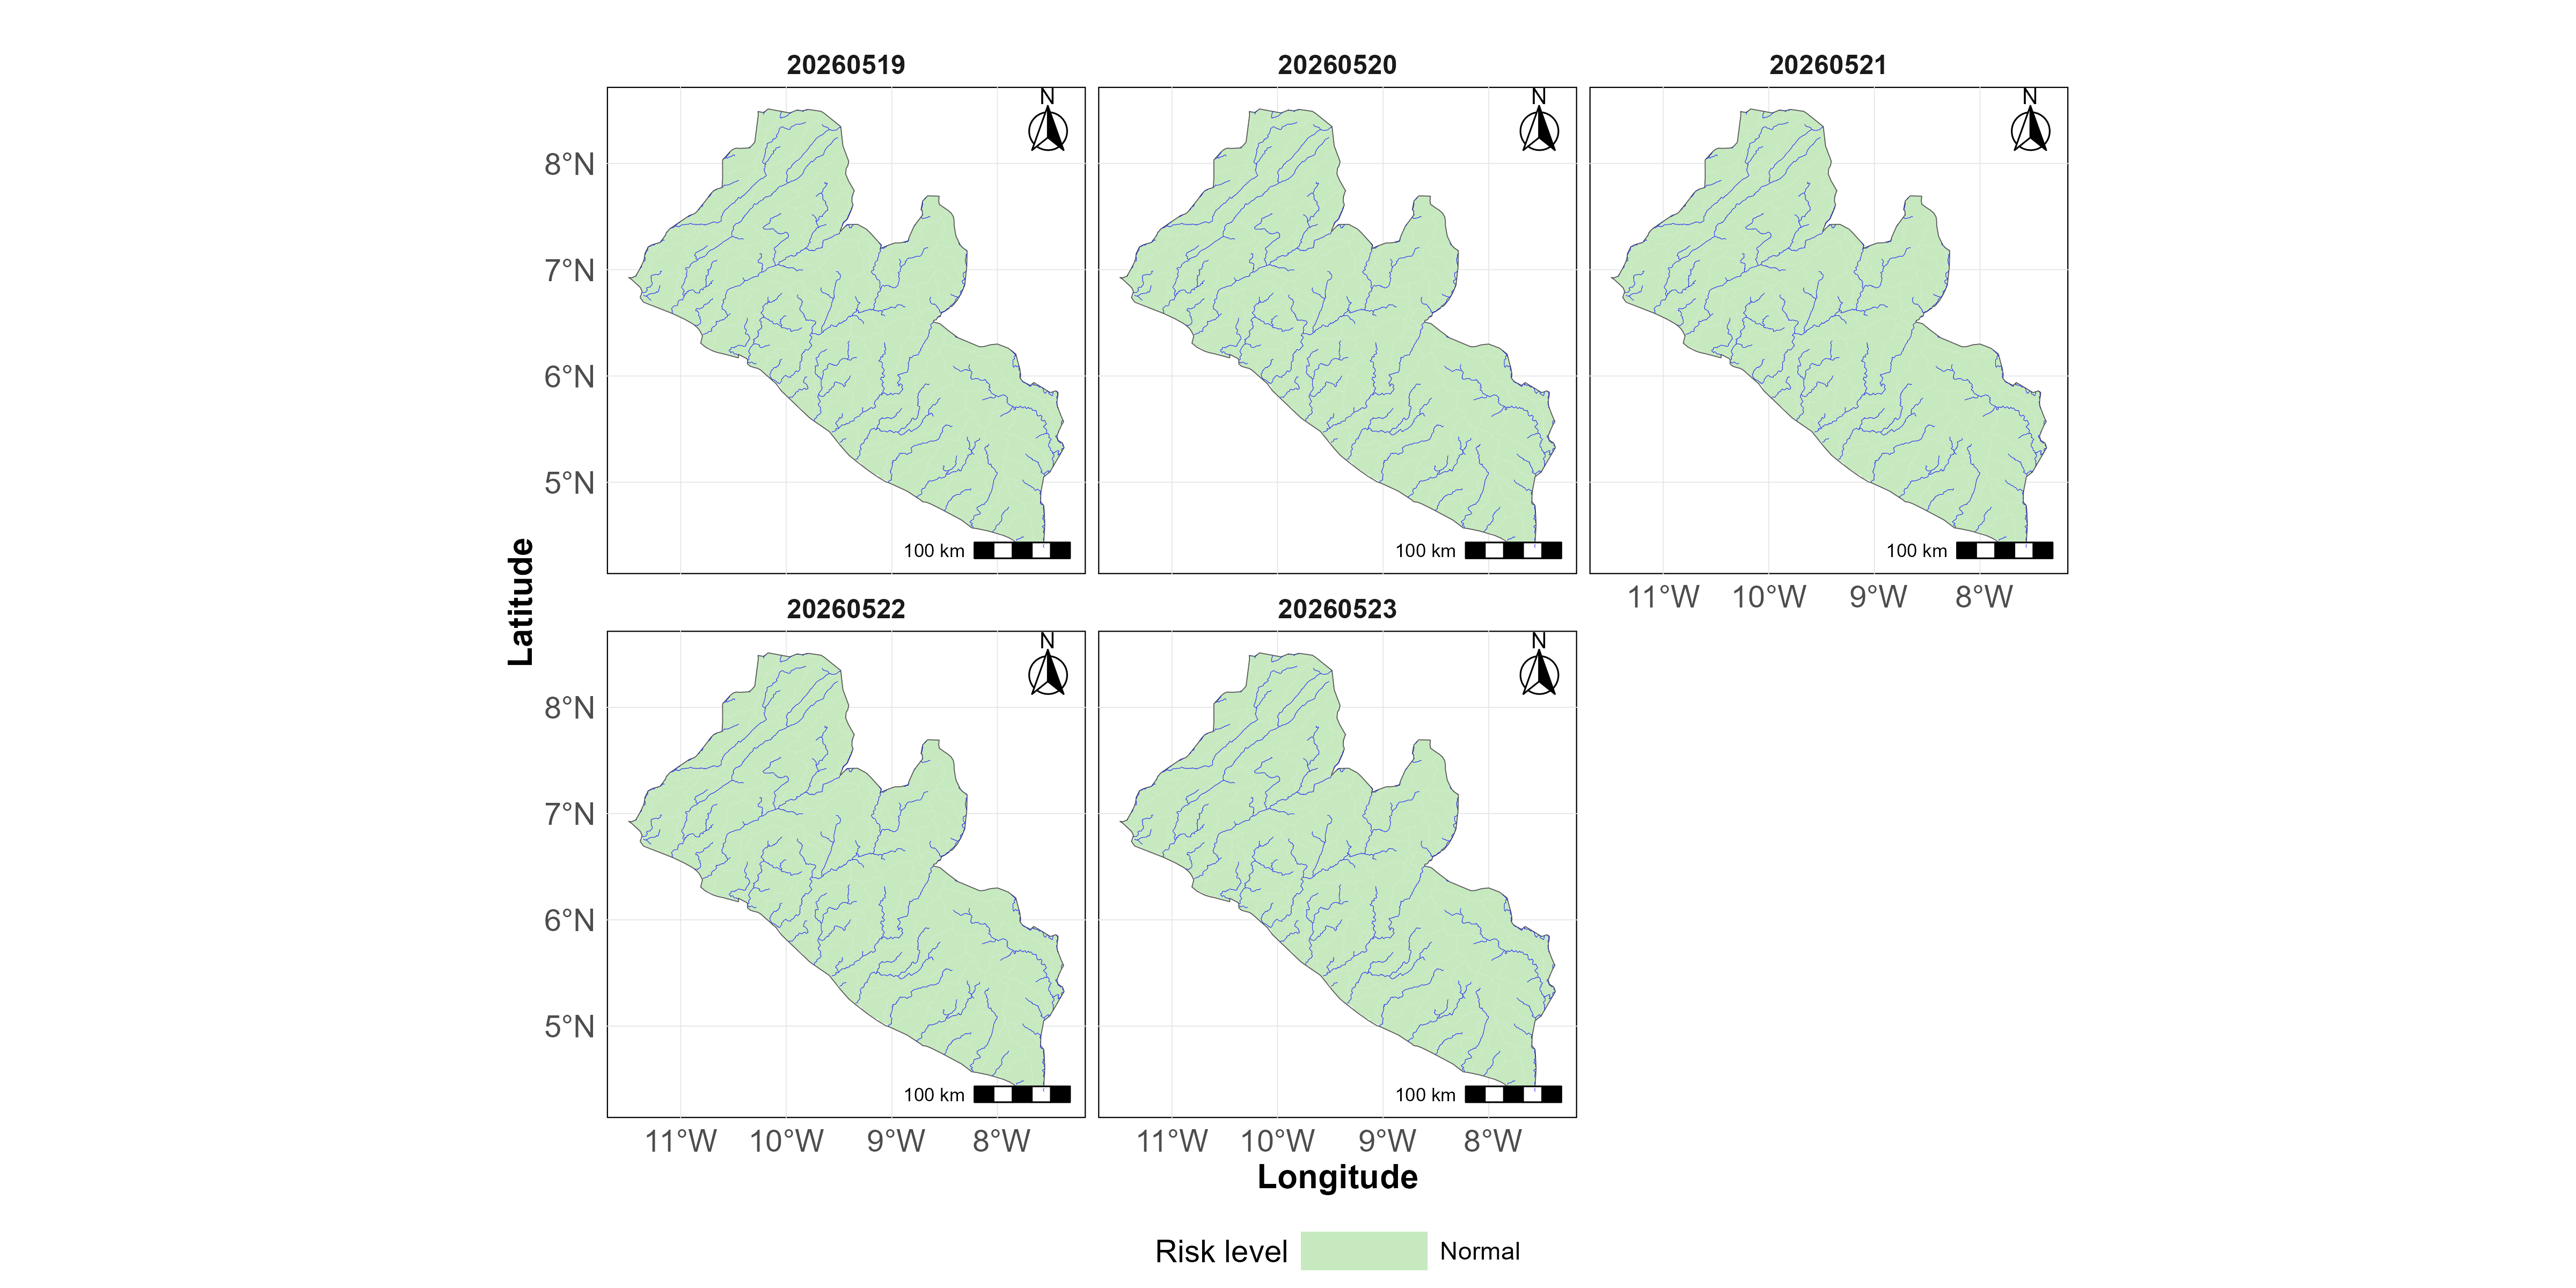 20260519 20260520 20260521
N N N
8°N
7°N
6°N
5°N
100 km 100 km 100 km
11°W 10°W 9°W 8°W
Latitude
20260522 20260523
N N
8°N
7°N
6°N
5°N
100 km 100 km
11°W 10°W 9°W 8°W 11°W 10°W 9°W 8°W
Longitude
Risk level Normal